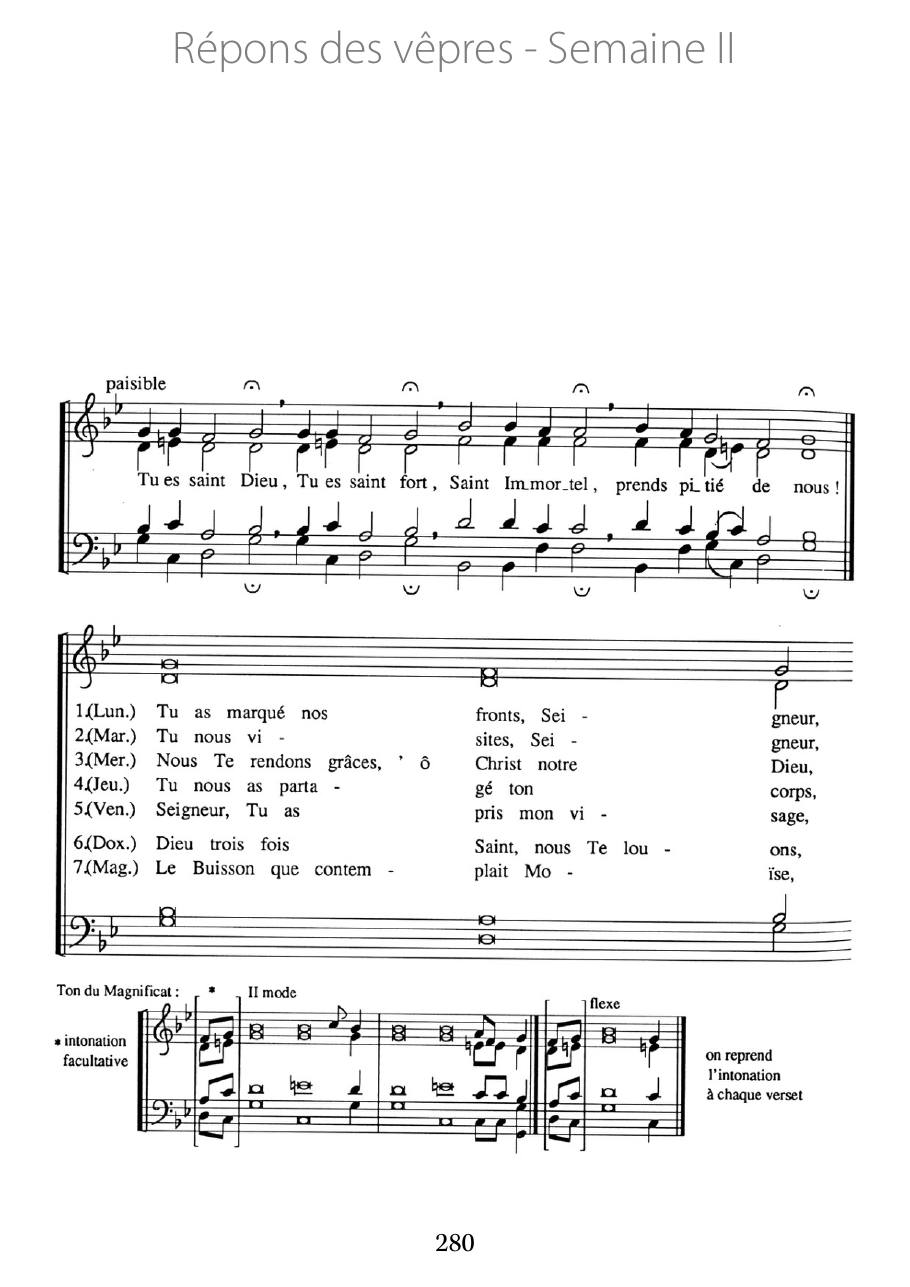 Répons des vêpres - Semaine II
paisible
Tu es saint Dieu, Tu es saint fort, Saint Im_mor_tel, prends pi_tié de nous !
1.(Lun.) Tu as marqué nos fronts, Sei - gneur,
2.(Mar.) Tu nous vi - sites, Sei - gneur,
3.(Mer.) Nous Te rendons grâces, ' ô Christ notre Dieu,
4.(Jeu.) Tu nous as parta - gé ton corps,
5.(Ven.) Seigneur, Tu as pris mon vi - sage,
6.(Dox.) Dieu trois fois Saint, nous Te lou - ons,
7.(Mag.) Le Buisson que contem - plait Mo - ïse,
Ton du Magnificat : * II mode
flexe
* intonation
facultative
on reprend
l'intonation
à chaque verset
280